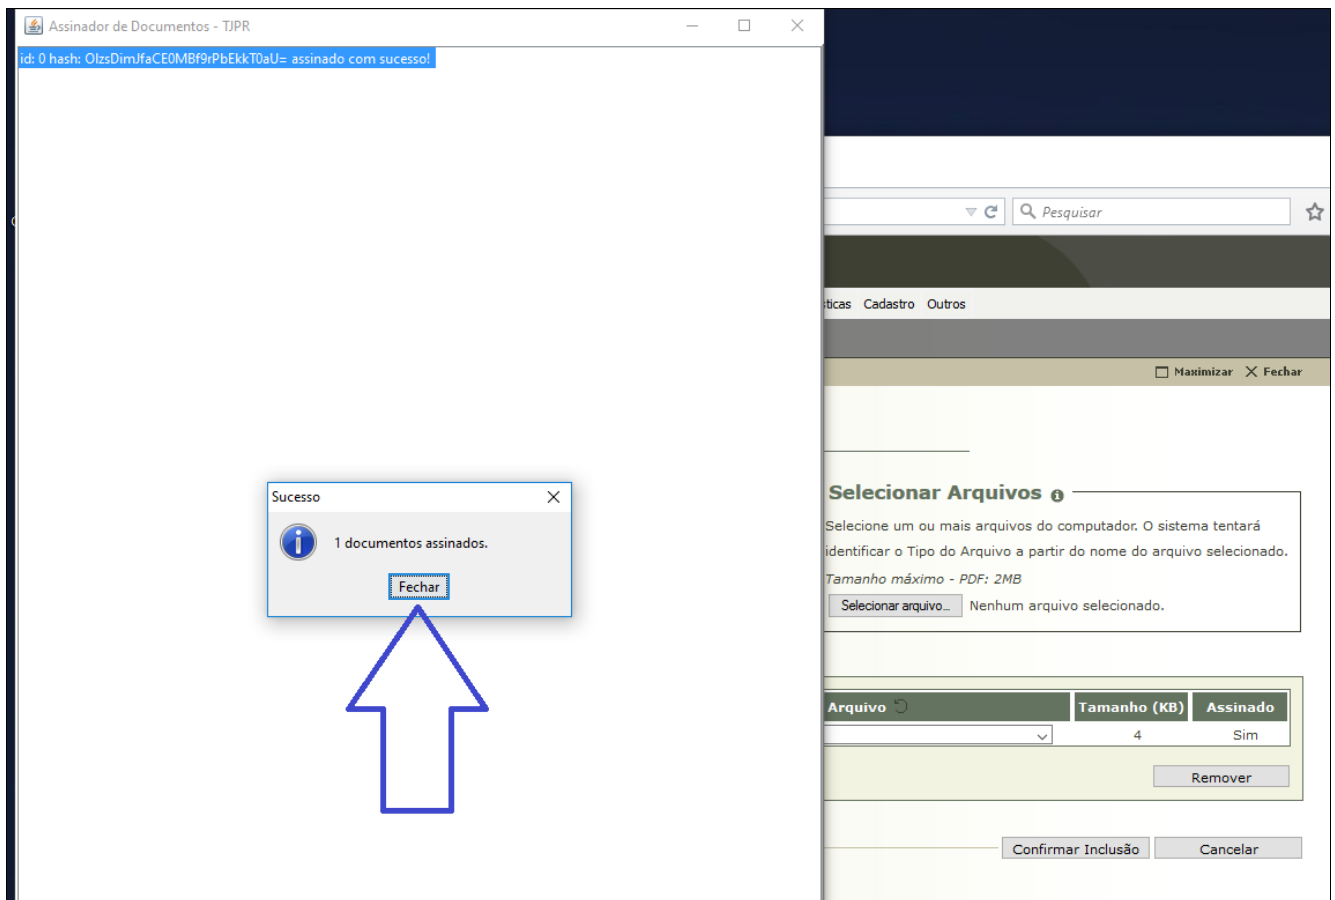 Assinador de Documentos - TJPR
id: 0 hash: OlzsDimJfaCE0MBf9rPbEkkT0aU= assinado com sucesso!
Pesquisar
Cadastro Outros
Maximizar Fechar
Selecionar Arquivos
Selecione um ou mais arquivos do computador. O sistema tentará
identificar o Tipo do Arquivo a partir do nome do arquivo selecionado.
Tamanho máximo - PDF: 2MB
Selecionar arquivo... Nenhum arquivo selecionado.
Sucesso
1 documentos assinados.
Fechar
Arquivo Tamanho (KB) Assinado
4 Sim
Remover
Confirmar Inclusão Cancelar